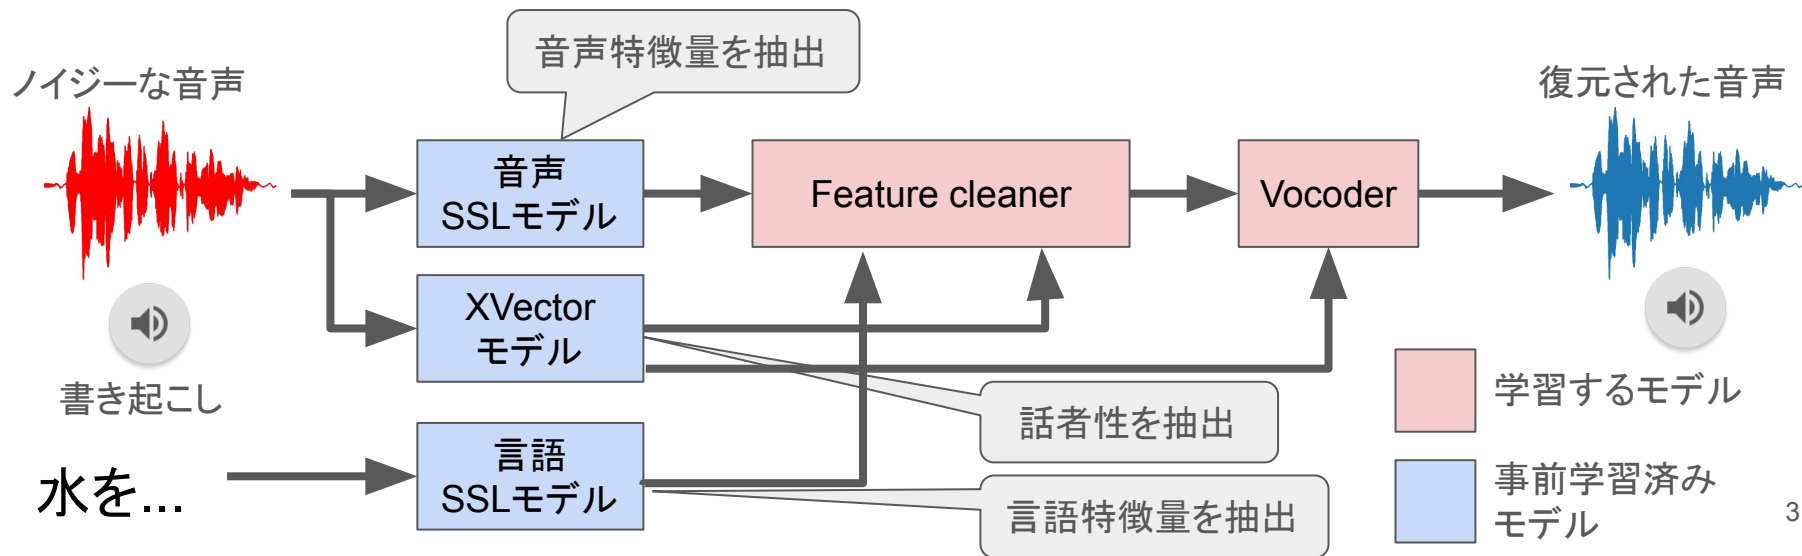 音声特徴量を抽出
ノイジーな音声
復元された音声
音声
SSLモデル
Feature cleaner
Vocoder
XVector
モデル
書き起こし
学習するモデル
話者性を抽出
言語
SSLモデル
水を...
言語特徴量を抽出
事前学習済み
モデル
3